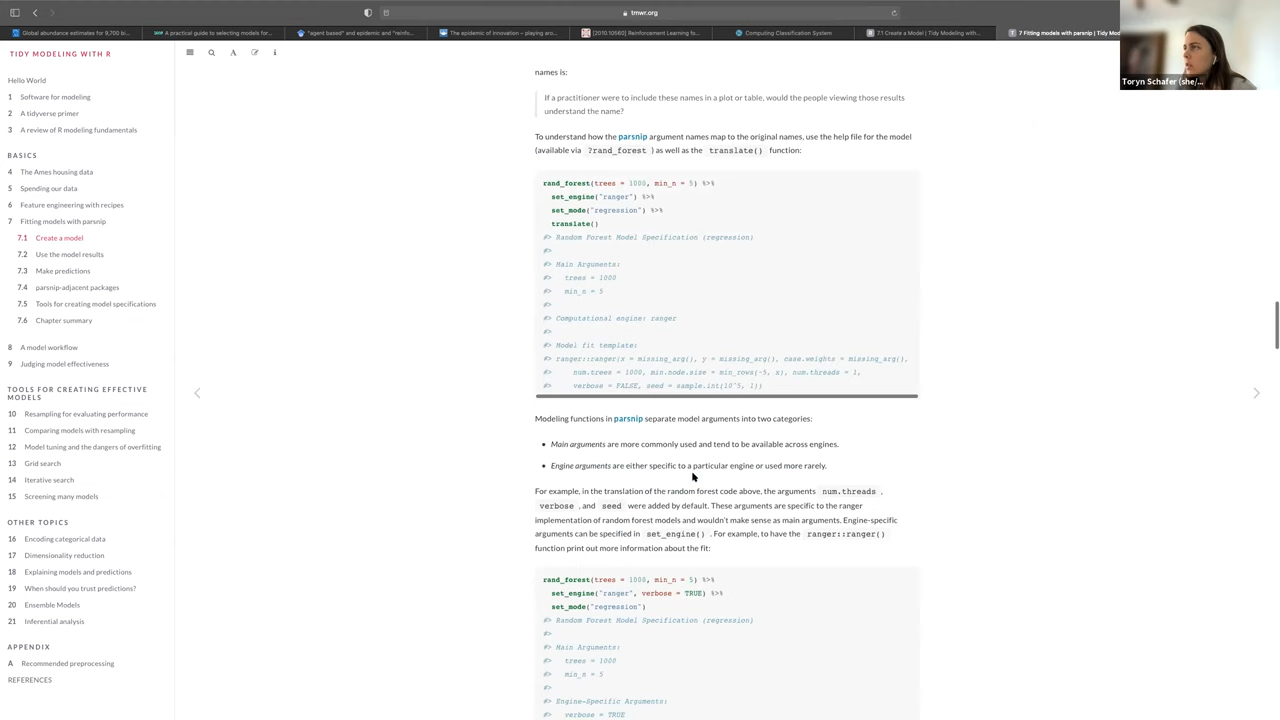 tmwr.org
Global abundance estimates for 9,700 bi...
A practical guide to selecting models for...
"agent based" and epidemic and "reinfo...
The epidemic of innovation – playing aro...
[2010.10560] Reinforcement Learning fo...
Computing Classification System
7.1 Create a Model | Tidy Modeling with...
7 Fitting models with parsnip | Tidy Mod...
Toryn Schafer (she/...
TIDY MODELING WITH R
Hello World
1 Software for modeling
2 A tidyverse primer
3 A review of R modeling fundamentals
BASICS
4 The Ames housing data
5 Spending our data
6 Feature engineering with recipes
7 Fitting models with parsnip
7.1 Create a model
7.2 Use the model results
7.3 Make predictions
7.4 parsnip-adjacent packages
7.5 Tools for creating model specifications
7.6 Chapter summary
8 A model workflow
9 Judging model effectiveness
TOOLS FOR CREATING EFFECTIVE
MODELS
10 Resampling for evaluating performance
11 Comparing models with resampling
12 Model tuning and the dangers of overfitting
13 Grid search
14 Iterative search
15 Screening many models
OTHER TOPICS
16 Encoding categorical data
17 Dimensionality reduction
18 Explaining models and predictions
19 When should you trust predictions?
20 Ensemble Models
21 Inferential analysis
APPENDIX
A Recommended preprocessing
REFERENCES
names is:
If a practitioner were to include these names in a plot or table, would the people viewing those results
understand the name?
To understand how the parsnip argument names map to the original names, use the help file for the model
(available via ?rand_forest ) as well as the translate() function:
rand_forest(trees = 1000, min_n = 5) %>%
set_engine("ranger") %>%
set_mode("regression") %>%
translate()
#> Random Forest Model Specification (regression)
#>
#> Main Arguments:
#> trees = 1000
#> min_n = 5
#>
#> Computational engine: ranger
#>
#> Model fit template:
#> ranger::ranger(x = missing_arg(), y = missing_arg(), case.weights = missing_arg(),
#> num.trees = 1000, min.node.size = min_rows(~5, x), num.threads = 1,
#> verbose = FALSE, seed = sample.int(10^5, 1))
Modeling functions in parsnip separate model arguments into two categories:
• Main arguments are more commonly used and tend to be available across engines.
• Engine arguments are either specific to a particular engine or used more rarely.
For example, in the translation of the random forest code above, the arguments num.threads ,
verbose , and seed were added by default. These arguments are specific to the ranger
implementation of random forest models and wouldn't make sense as main arguments. Engine-specific
arguments can be specified in set_engine() . For example, to have the ranger::ranger()
function print out more information about the fit:
rand_forest(trees = 1000, min_n = 5) %>%
set_engine("ranger", verbose = TRUE) %>%
set_mode("regression")
#> Random Forest Model Specification (regression)
#>
#> Main Arguments:
#> trees = 1000
#> min_n = 5
#>
#> Engine-Specific Arguments:
#> verbose = TRUE